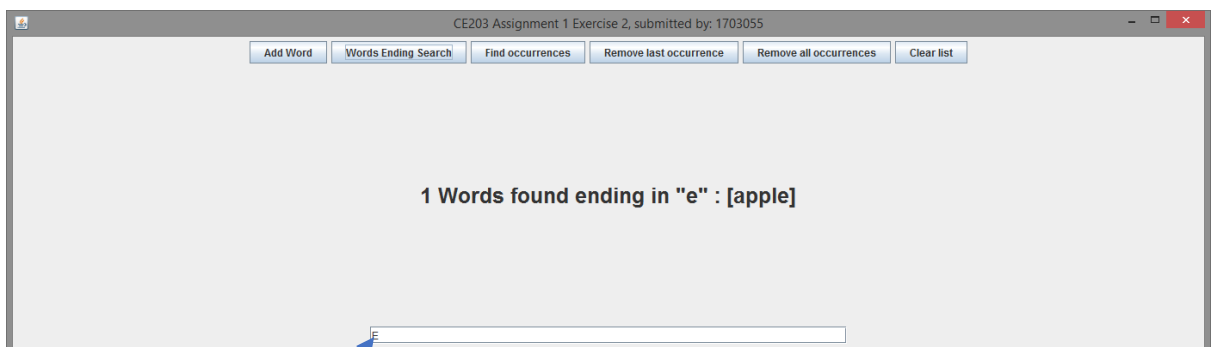 CE203 Assignment 1 Exercise 2, submitted by: 1703055
Add Word Words Ending Search Find occurrences Remove last occurrence Remove all occurrences Clear list
1 Words found ending in "e" : [apple]
E